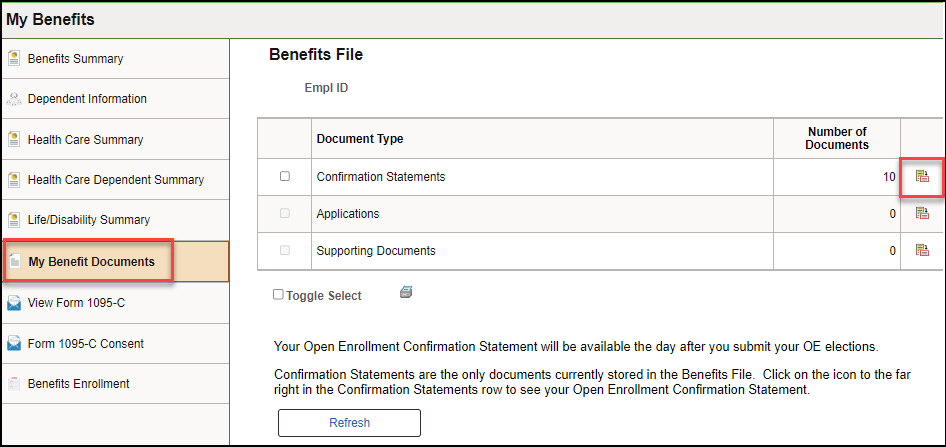 My Benefits
Benefits Summary
Dependent Information
Health Care Summary
Health Care Dependent Summary
Life/Disability Summary
My Benefit Documents
View Form 1095-C
Form 1095-C Consent
Benefits Enrollment
Benefits File
Empl ID
Document Type
Number of
Documents
Confirmation Statements 10
Applications 0
Supporting Documents 0
Toggle Select
Your Open Enrollment Confirmation Statement will be available the day after you submit your OE elections.
Confirmation Statements are the only documents currently stored in the Benefits File.  Click on the icon to the far
right in the Confirmation Statements row to see your Open Enrollment Confirmation Statement.
Refresh